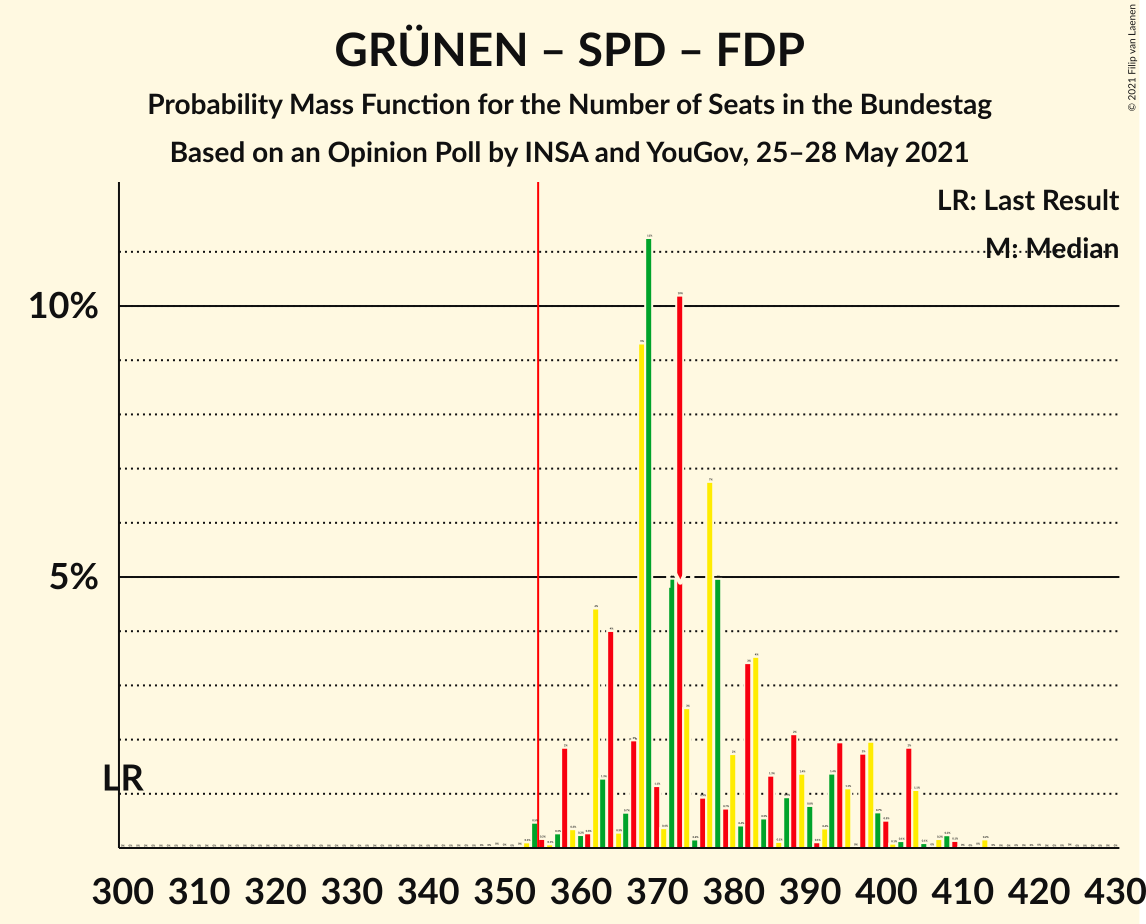 GRÜNEN – SPD – FDP
Probability Mass Function for the Number of Seats in the Bundestag
Based on an Opinion Poll by INSA and YouGov, 25–28 May 2021
© 2021 Filip van Laenen
LR: Last Result
M: Median
10%
5%
LR
300 310 320 330 340 350 360 370 380 390 400 410 420 430